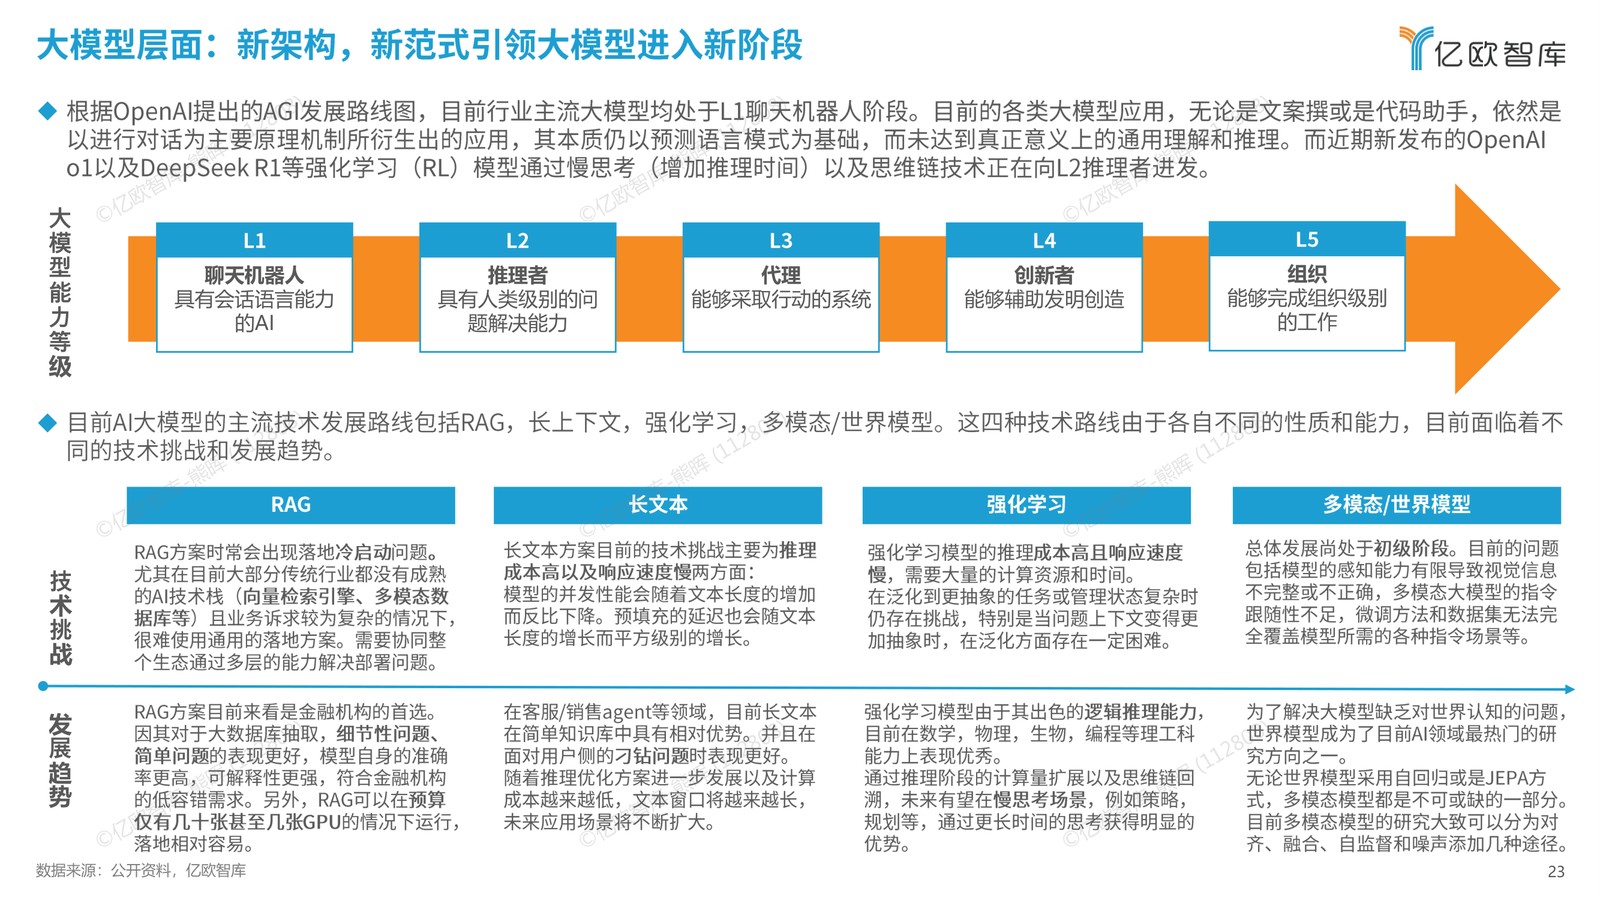 大模型层面：新架构，新范式引领大模型进入新阶段
亿欧智库
◆ 根据OpenAI提出的AGI发展路线图，目前行业主流大模型均处于L1聊天机器人阶段。目前的各类大模型应用，无论是文案撰或是代码助手，依然是
以进行对话为主要原理机制所衍生出的应用，其本质仍以预测语言模式为基础，而未达到真正意义上的通用理解和推理。而近期新发布的OpenAI
o1以及DeepSeek R1等强化学习（RL）模型通过慢思考（增加推理时间）以及思维链技术正在向L2推理者进发。
大模型能力等级
L1
聊天机器人
具有会话语言能力
的AI
L2
推理者
具有人类级别的问
题解决能力
L3
代理
能够采取行动的系统
L4
创新者
能够辅助发明创造
L5
组织
能够完成组织级别
的工作
◆ 目前AI大模型的主流技术发展路线包括RAG，长上下文，强化学习，多模态/世界模型。这四种技术路线由于各自不同的性质和能力，目前面临着不
同的技术挑战和发展趋势。
RAG
长文本
强化学习
多模态/世界模型
技术挑战
RAG方案时常会出现落地冷启动问题。
尤其在目前大部分传统行业都没有成熟
的AI技术栈（向量检索引擎、多模态数
据库等）且业务诉求较为复杂的情况下，
很难使用通用的落地方案。需要协同整
个生态通过多层的能力解决部署问题。
长文本方案目前的技术挑战主要为推理
成本高以及响应速度慢两方面：
模型的并发性能会随着文本长度的增加
而反比下降。预填充的延迟也会随文本
长度的增长而平方级别的增长。
强化学习模型的推理成本高且响应速度
慢，需要大量的计算资源和时间。
在泛化到更抽象的任务或管理状态复杂时
仍存在挑战，特别是当问题上下文变得更
加抽象时，在泛化方面存在一定困难。
总体发展尚处于初级阶段。目前的问题
包括模型的感知能力有限导致视觉信息
不完整或不正确，多模态大模型的指令
跟随性不足，微调方法和数据集无法完
全覆盖模型所需的各种指令场景等。
发展趋势
RAG方案目前来看是金融机构的首选。
因其对于大数据库抽取，细节性问题、
简单问题的表现更好，模型自身的准确
率更高，可解释性更强，符合金融机构
的低容错需求。另外，RAG可以在预算
仅有几十张甚至几张GPU的情况下运行，
落地相对容易。
在客服/销售agent等领域，目前长文本
在简单知识库中具有相对优势。并且在
面对用户侧的刁钻问题时表现更好。
随着推理优化方案进一步发展以及计算
成本越来越低，文本窗口将越来越长，
未来应用场景将不断扩大。
强化学习模型由于其出色的逻辑推理能力，
目前在数学，物理，生物，编程等理工科
能力上表现优秀。
通过推理阶段的计算量扩展以及思维链回
溯，未来有望在慢思考场景，例如策略，
规划等，通过更长时间的思考获得明显的
优势。
为了解决大模型缺乏对世界认知的问题，
世界模型成为了目前AI领域最热门的研
究方向之一。
无论世界模型采用自回归或是JEPA方
式，多模态模型都是不可或缺的一部分。
目前多模态模型的研究大致可以分为对
齐、融合、自监督和噪声添加几种途径。
数据来源：公开资料，亿欧智库
23